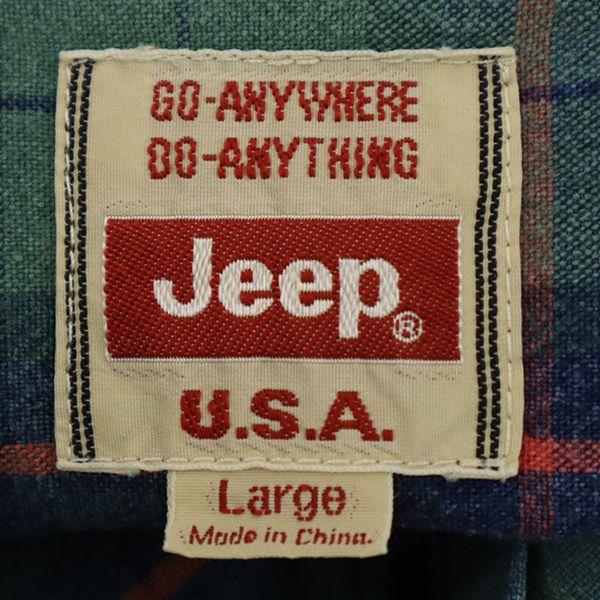 GO-ANYWHERE
DO-ANYTHING
Jeep®
U.S.A.
Large
Made in China.